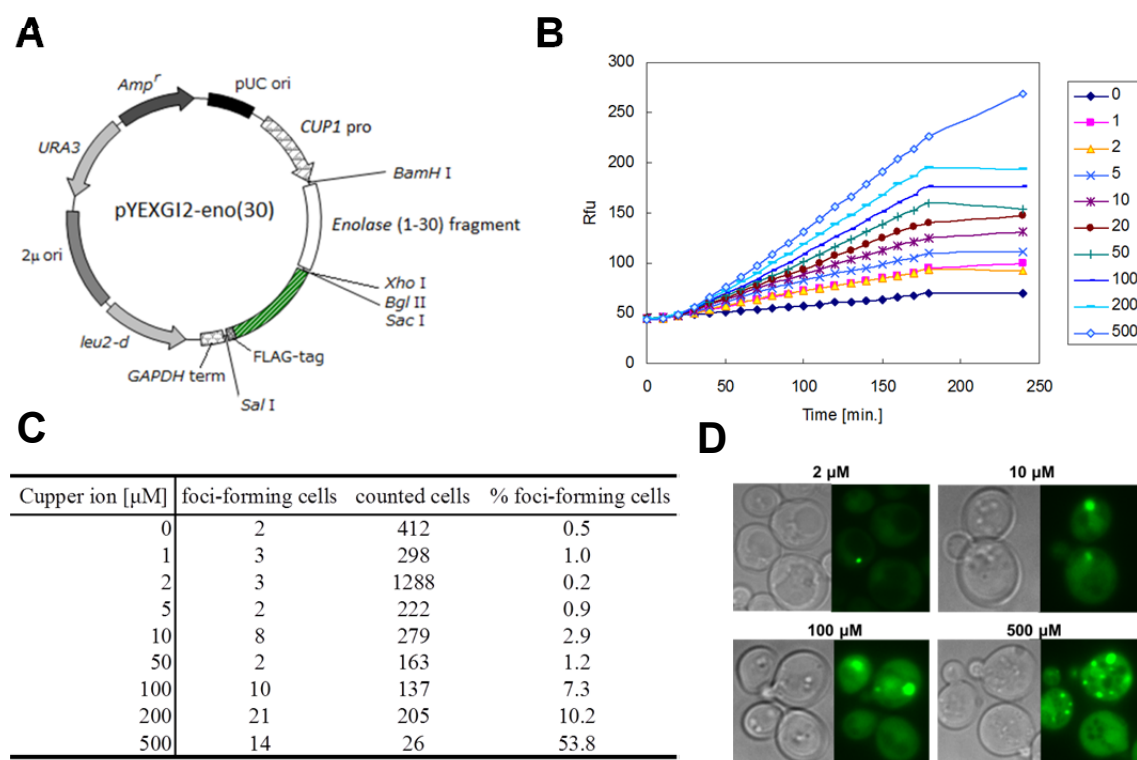 A
Amp r
pUC ori
CUP1 pro
URA3
BamH I
pYEXGI2-eno(30)
Enolase (1-30) fragment
2μ ori
Xho I
Bgl II
Sac I
leu2-d
FLAG-tag
GAPDH term
Sal I
B
300
250
200
150
100
50
0
Rfu
0 50 100 150 200 250
Time [min.]
0
1
2
5
10
20
50
100
200
500
C
Cupper ion [μM] foci-forming cells counted cells % foci-forming cells
0 2 412 0.5
1 3 298 1.0
2 3 1288 0.2
5 2 222 0.9
10 8 279 2.9
50 2 163 1.2
100 10 137 7.3
200 21 205 10.2
500 14 26 53.8
D
2 μM 10 μM
100 μM 500 μM